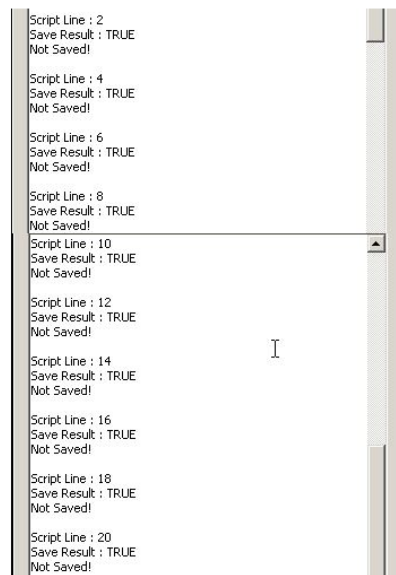 Script Line : 2
Save Result : TRUE
Not Saved!
Script Line : 4
Save Result : TRUE
Not Saved!
Script Line : 6
Save Result : TRUE
Not Saved!
Script Line : 8
Save Result : TRUE
Not Saved!
Script Line : 10
Save Result : TRUE
Not Saved!
Script Line : 12
Save Result : TRUE
Not Saved!
Script Line : 14
Save Result : TRUE
Not Saved!
Script Line : 16
Save Result : TRUE
Not Saved!
Script Line : 18
Save Result : TRUE
Not Saved!
Script Line : 20
Save Result : TRUE
Not Saved!